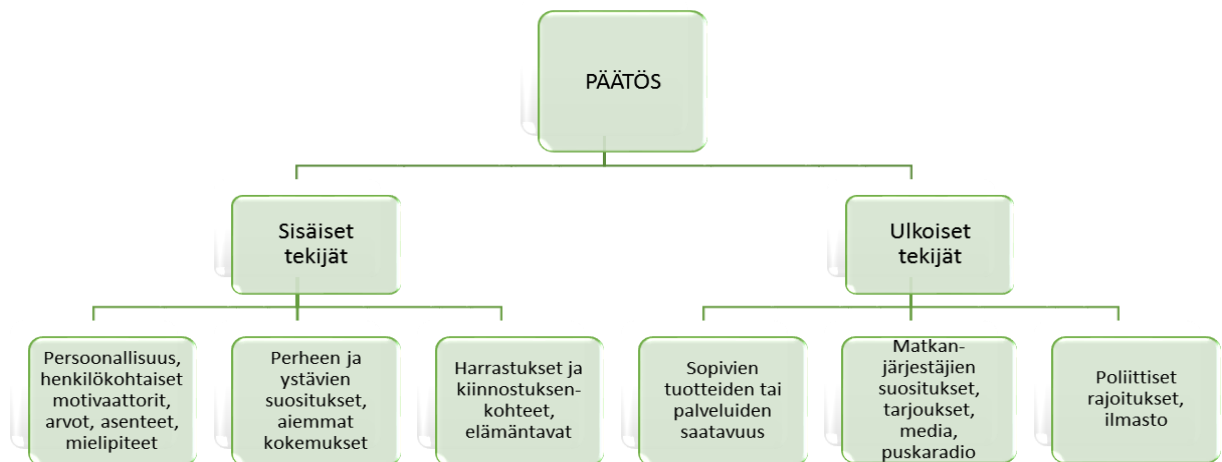 PÄÄTÖS
Sisäiset
tekijät
Ulkoiset
tekijät
Persoonallisuus,
henkilökohtaiset
motivaattorit,
arvot, asenteet,
mielipiteet
Perheen ja
ystävien
suositukset,
aiemmat
kokemukset
Harrastukset ja
kiinnostuksen-
kohteet,
elämäntavat
Sopivien
tuotteiden tai
palveluiden
saatavuus
Matkan-
järjestäjien
suositukset,
tarjoukset,
media,
puskaradio
Poliittiset
rajoitukset,
ilmasto